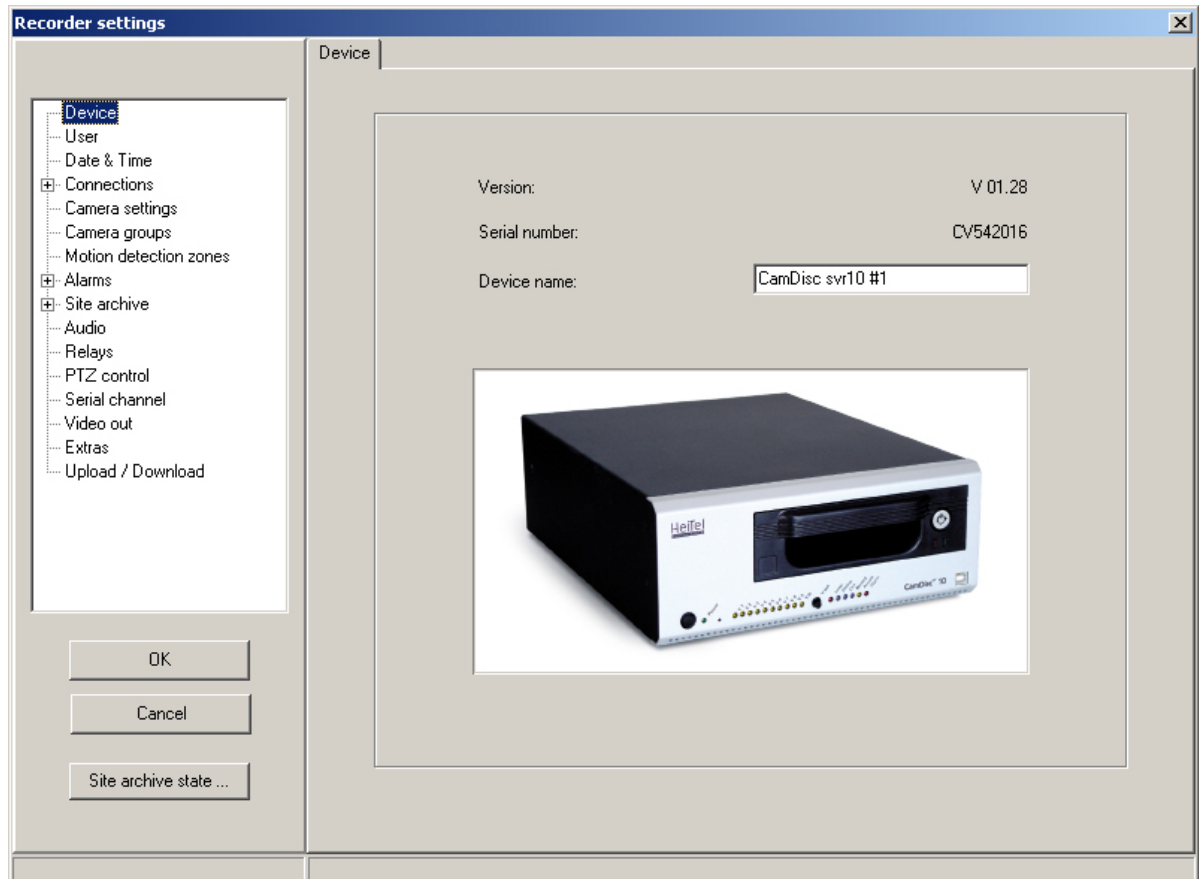 Recorder settings
Device
Device
User
Date & Time
Connections
Camera settings
Camera groups
Motion detection zones
Alarms
Site archive
Audio
Relays
PTZ control
Serial channel
Video out
Extras
Upload / Download
OK
Cancel
Site archive state ...
Version: V 01.28
Serial number: CV542016
Device name: CamDisc svr10 #1
HeiTel
CamDisc™ 10